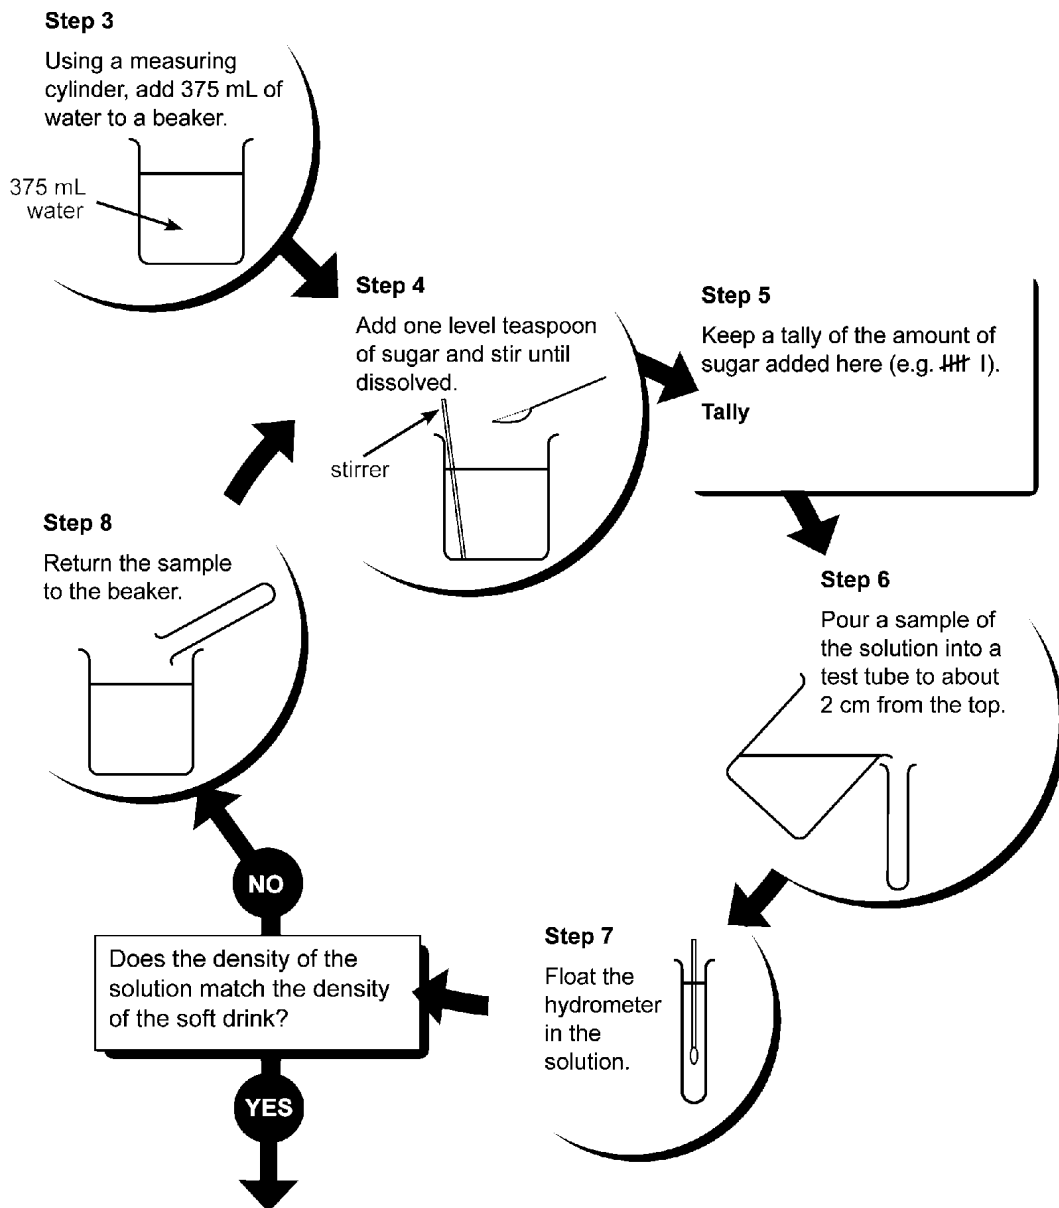 Step 3
Using a measuring
cylinder, add 375 mL of
water to a beaker.
375 mL
water
Step 4
Add one level teaspoon
of sugar and stir until
dissolved.
stirrer
Step 5
Keep a tally of the amount of
sugar added here (e.g. 𝍸 I).
Tally
Step 6
Pour a sample of
the solution into a
test tube to about
2 cm from the top.
Step 7
Float the
hydrometer
in the
solution.
Does the density of the
solution match the density
of the soft drink?
NO
YES
Step 8
Return the sample
to the beaker.